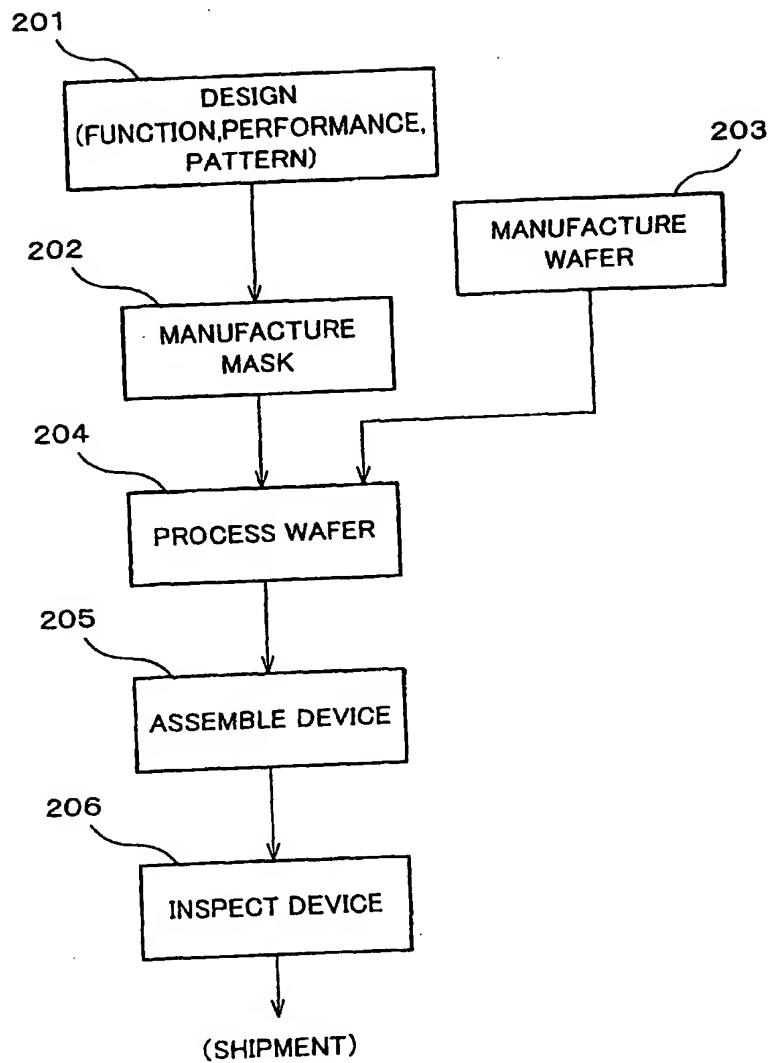 201
DESIGN
(FUNCTION,PERFORMANCE,
PATTERN)
203
MANUFACTURE
WAFER
202
MANUFACTURE
MASK
204
PROCESS WAFER
205
ASSEMBLE DEVICE
206
INSPECT DEVICE
(SHIPMENT)